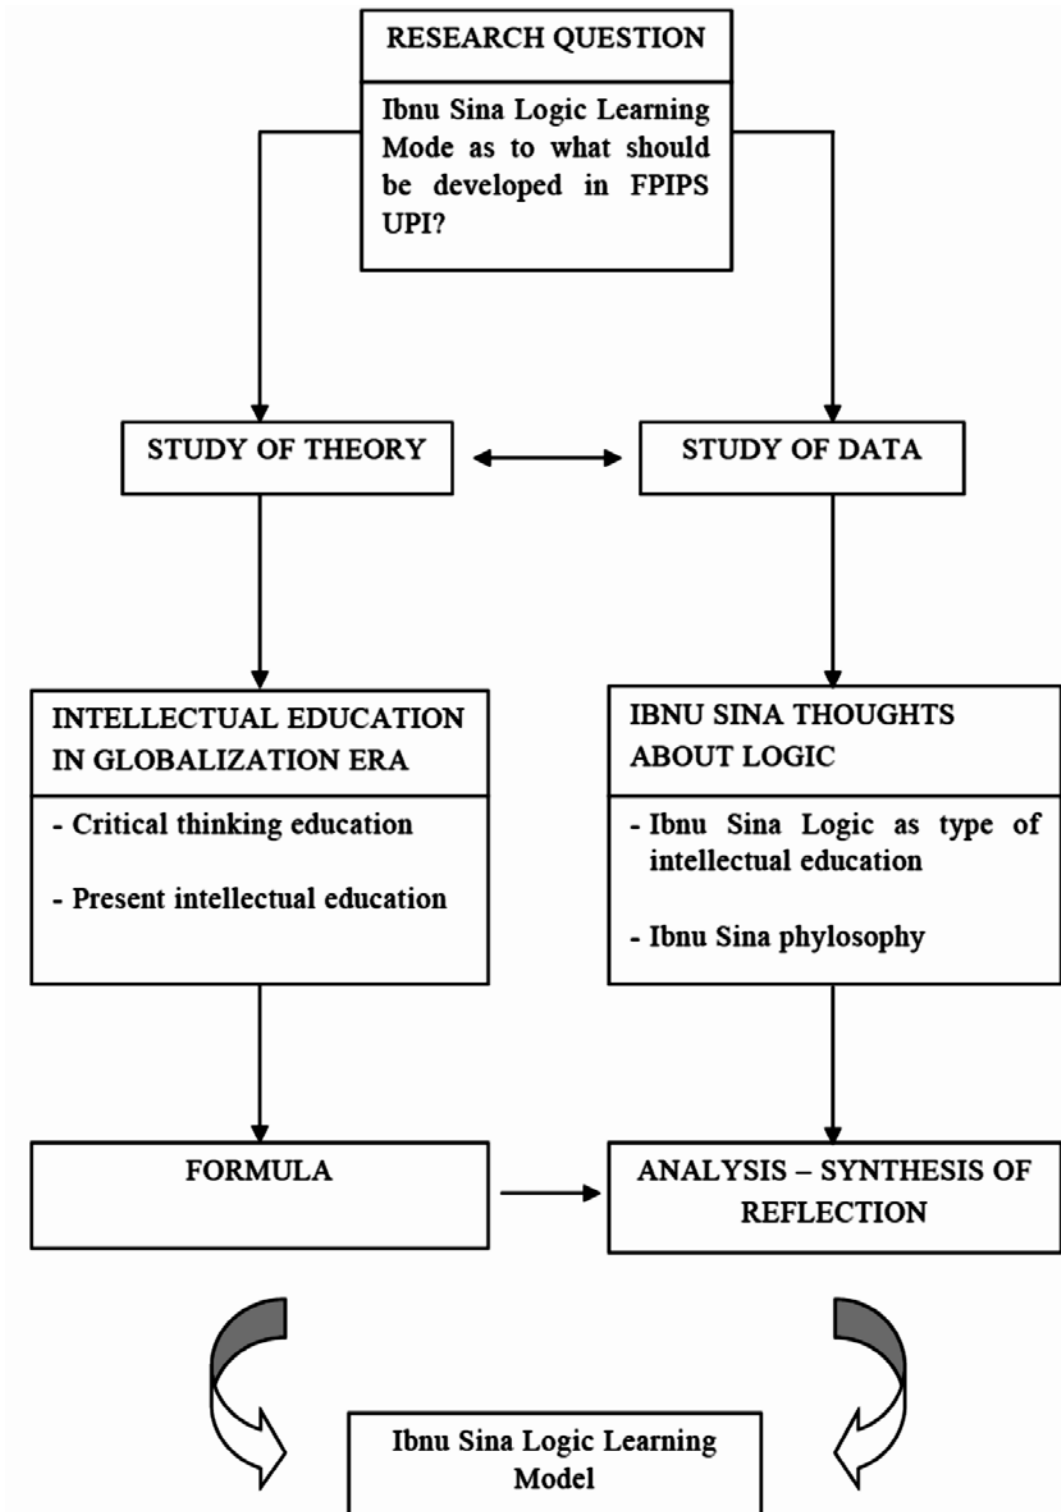 RESEARCH QUESTION
Ibnu Sina Logic Learning
Mode as to what should
be developed in FPIPS
UPI?
STUDY OF THEORY
STUDY OF DATA
INTELLECTUAL EDUCATION
IN GLOBALIZATION ERA
- Critical thinking education
- Present intellectual education
IBNU SINA THOUGHTS
ABOUT LOGIC
- Ibnu Sina Logic as type of
intellectual education
- Ibnu Sina phylosophy
FORMULA
ANALYSIS – SYNTHESIS OF
REFLECTION
Ibnu Sina Logic Learning
Model